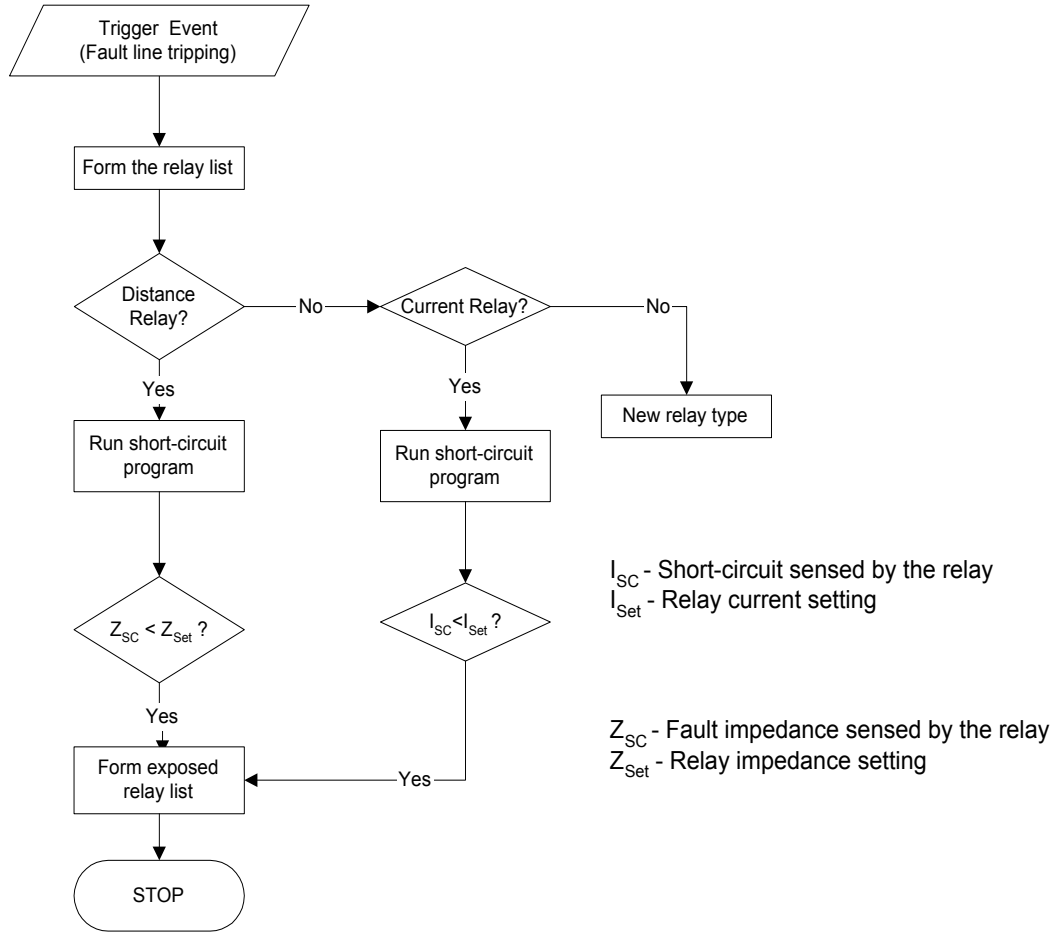 Trigger Event
(Fault line tripping)
Form the relay list
Distance
Relay?
No
Current Relay?
No
Yes
Yes
New relay type
Run short-circuit
program
Run short-circuit
program
I_SC - Short-circuit sensed by the relay
I_Set - Relay current setting
Z_SC < Z_Set ?
I_SC<I_Set ?
Yes
Z_SC - Fault impedance sensed by the relay
Z_Set - Relay impedance setting
Form exposed
relay list
Yes
STOP